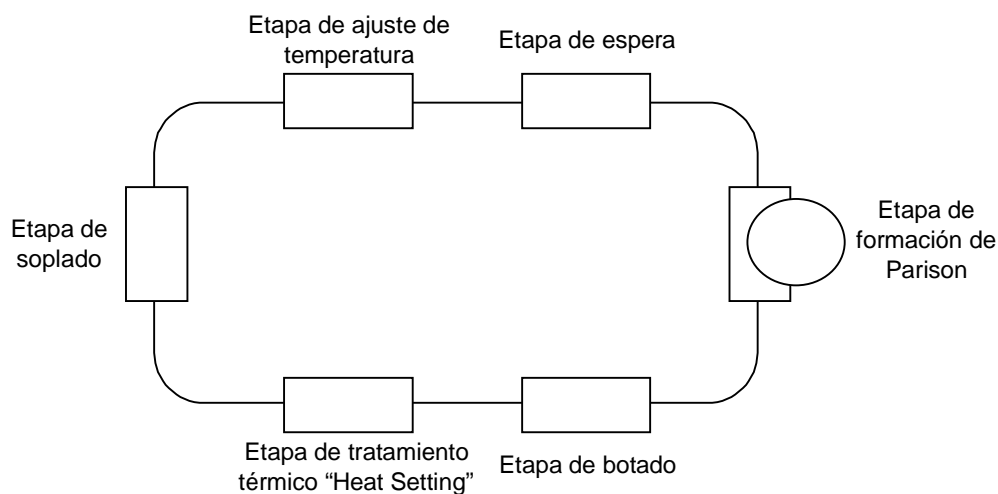 Etapa de ajuste de
temperatura
Etapa de espera
Etapa de
soplado
Etapa de
formación de
Parison
Etapa de tratamiento
térmico “Heat Setting”
Etapa de botado